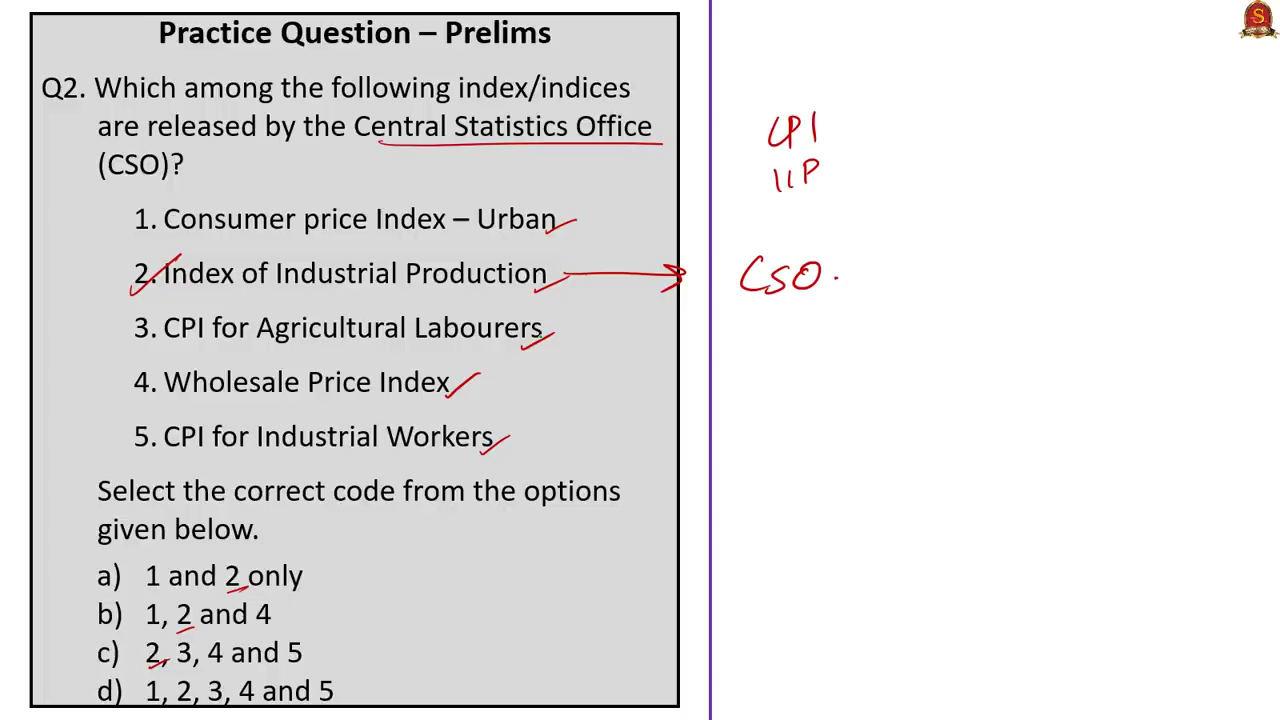 Practice Question – Prelims
Q2. Which among the following index/indices
are released by the Central Statistics Office
(CSO)?
1. Consumer price Index – Urban
2. Index of Industrial Production
3. CPI for Agricultural Labourers
4. Wholesale Price Index
5. CPI for Industrial Workers
Select the correct code from the options
given below.
a) 1 and 2 only
b) 1, 2 and 4
c) 2, 3, 4 and 5
d) 1, 2, 3, 4 and 5
CPI
IIP
CSO.
S